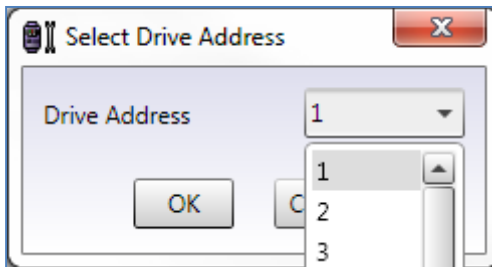 Select Drive Address
Drive Address 1
1
OK C 2
3